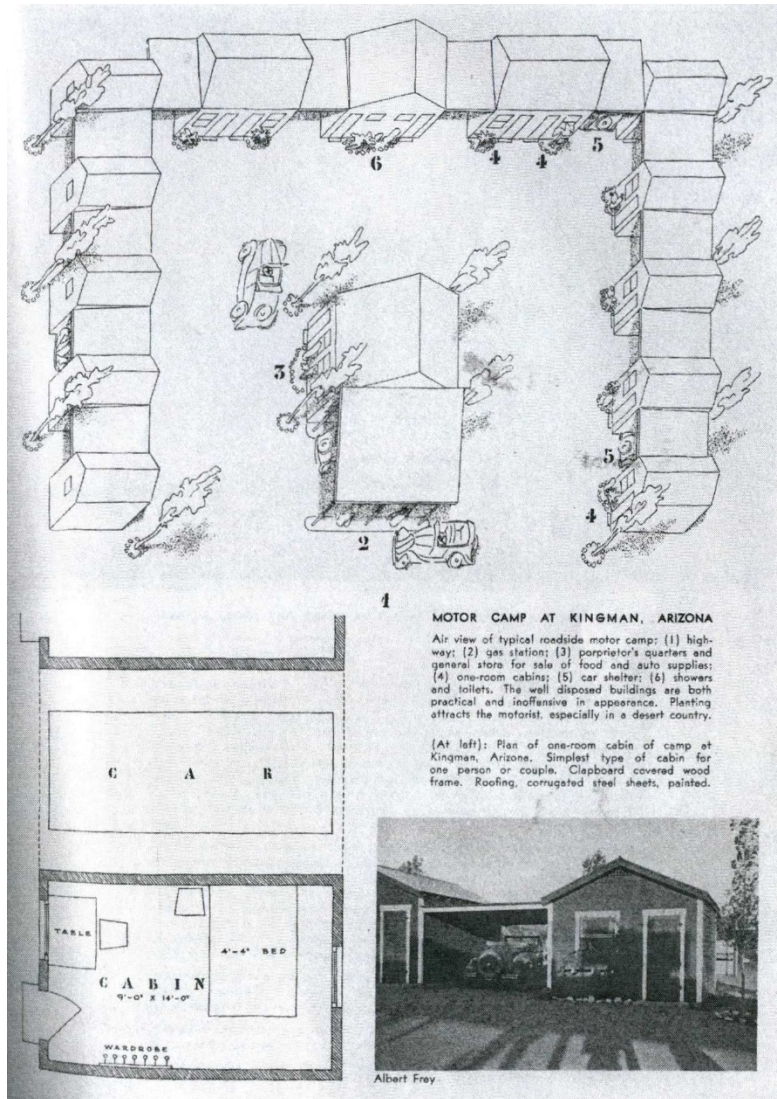 6
4
4
5
3
5
4
2
1
MOTOR CAMP AT KINGMAN, ARIZONA
Air view of typical roadside motor camp: (1) high-
way; (2) gas station; (3) porprietor's quarters and
general store for sale of food and auto supplies;
(4) one-room cabins; (5) car shelter; (6) showers
and toilets. The well disposed buildings are both
practical and inoffensive in appearance. Planting
attracts the motorist, especially in a desert country.
(At left): Plan of one-room cabin of camp at
Kingman, Arizona. Simplest type of cabin for
one person or couple. Clapboard covered wood
frame. Roofing, corrugated steel sheets, painted.
CAR
TABLE
4'-4" BED
CABIN
9'-0" X 14'-0"
WARDROBE
Albert Frey